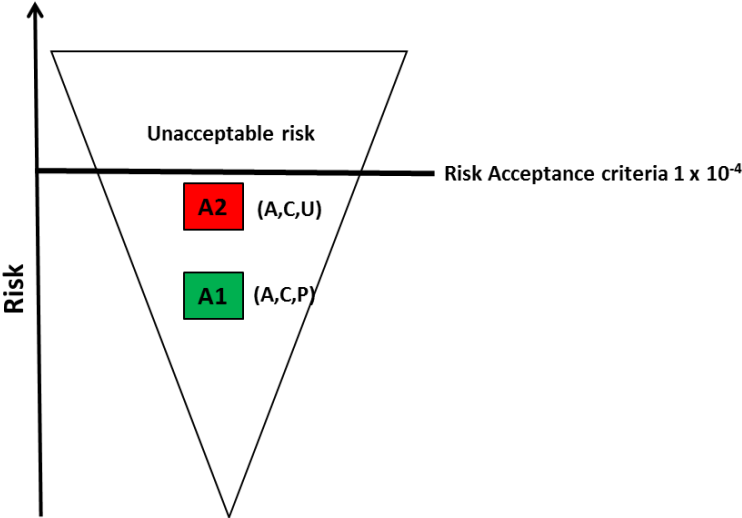 Unacceptable risk
Risk Acceptance criteria 1 x 10⁻⁴
A2 (A,C,U)
A1 (A,C,P)
Risk